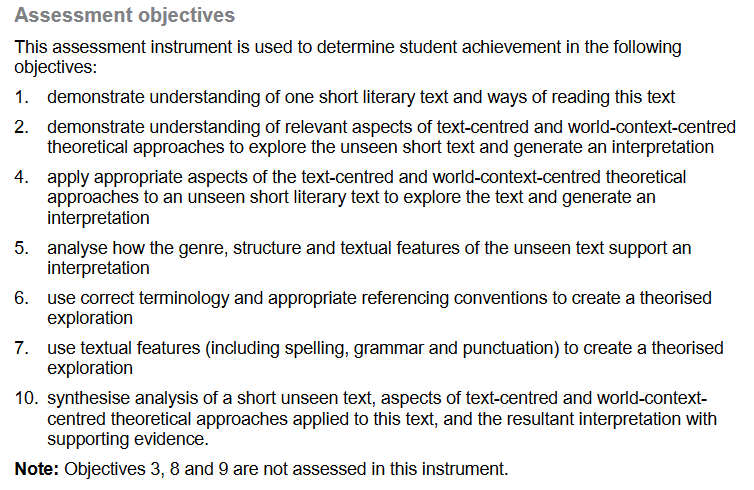 Assessment objectives
This assessment instrument is used to determine student achievement in the following
objectives:
1. demonstrate understanding of one short literary text and ways of reading this text
2. demonstrate understanding of relevant aspects of text-centred and world-context-centred
theoretical approaches to explore the unseen short text and generate an interpretation
4. apply appropriate aspects of the text-centred and world-context-centred theoretical
approaches to an unseen short literary text to explore the text and generate an
interpretation
5. analyse how the genre, structure and textual features of the unseen text support an
interpretation
6. use correct terminology and appropriate referencing conventions to create a theorised
exploration
7. use textual features (including spelling, grammar and punctuation) to create a theorised
exploration
10. synthesise analysis of a short unseen text, aspects of text-centred and world-context-
centred theoretical approaches applied to this text, and the resultant interpretation with
supporting evidence.
Note: Objectives 3, 8 and 9 are not assessed in this instrument.